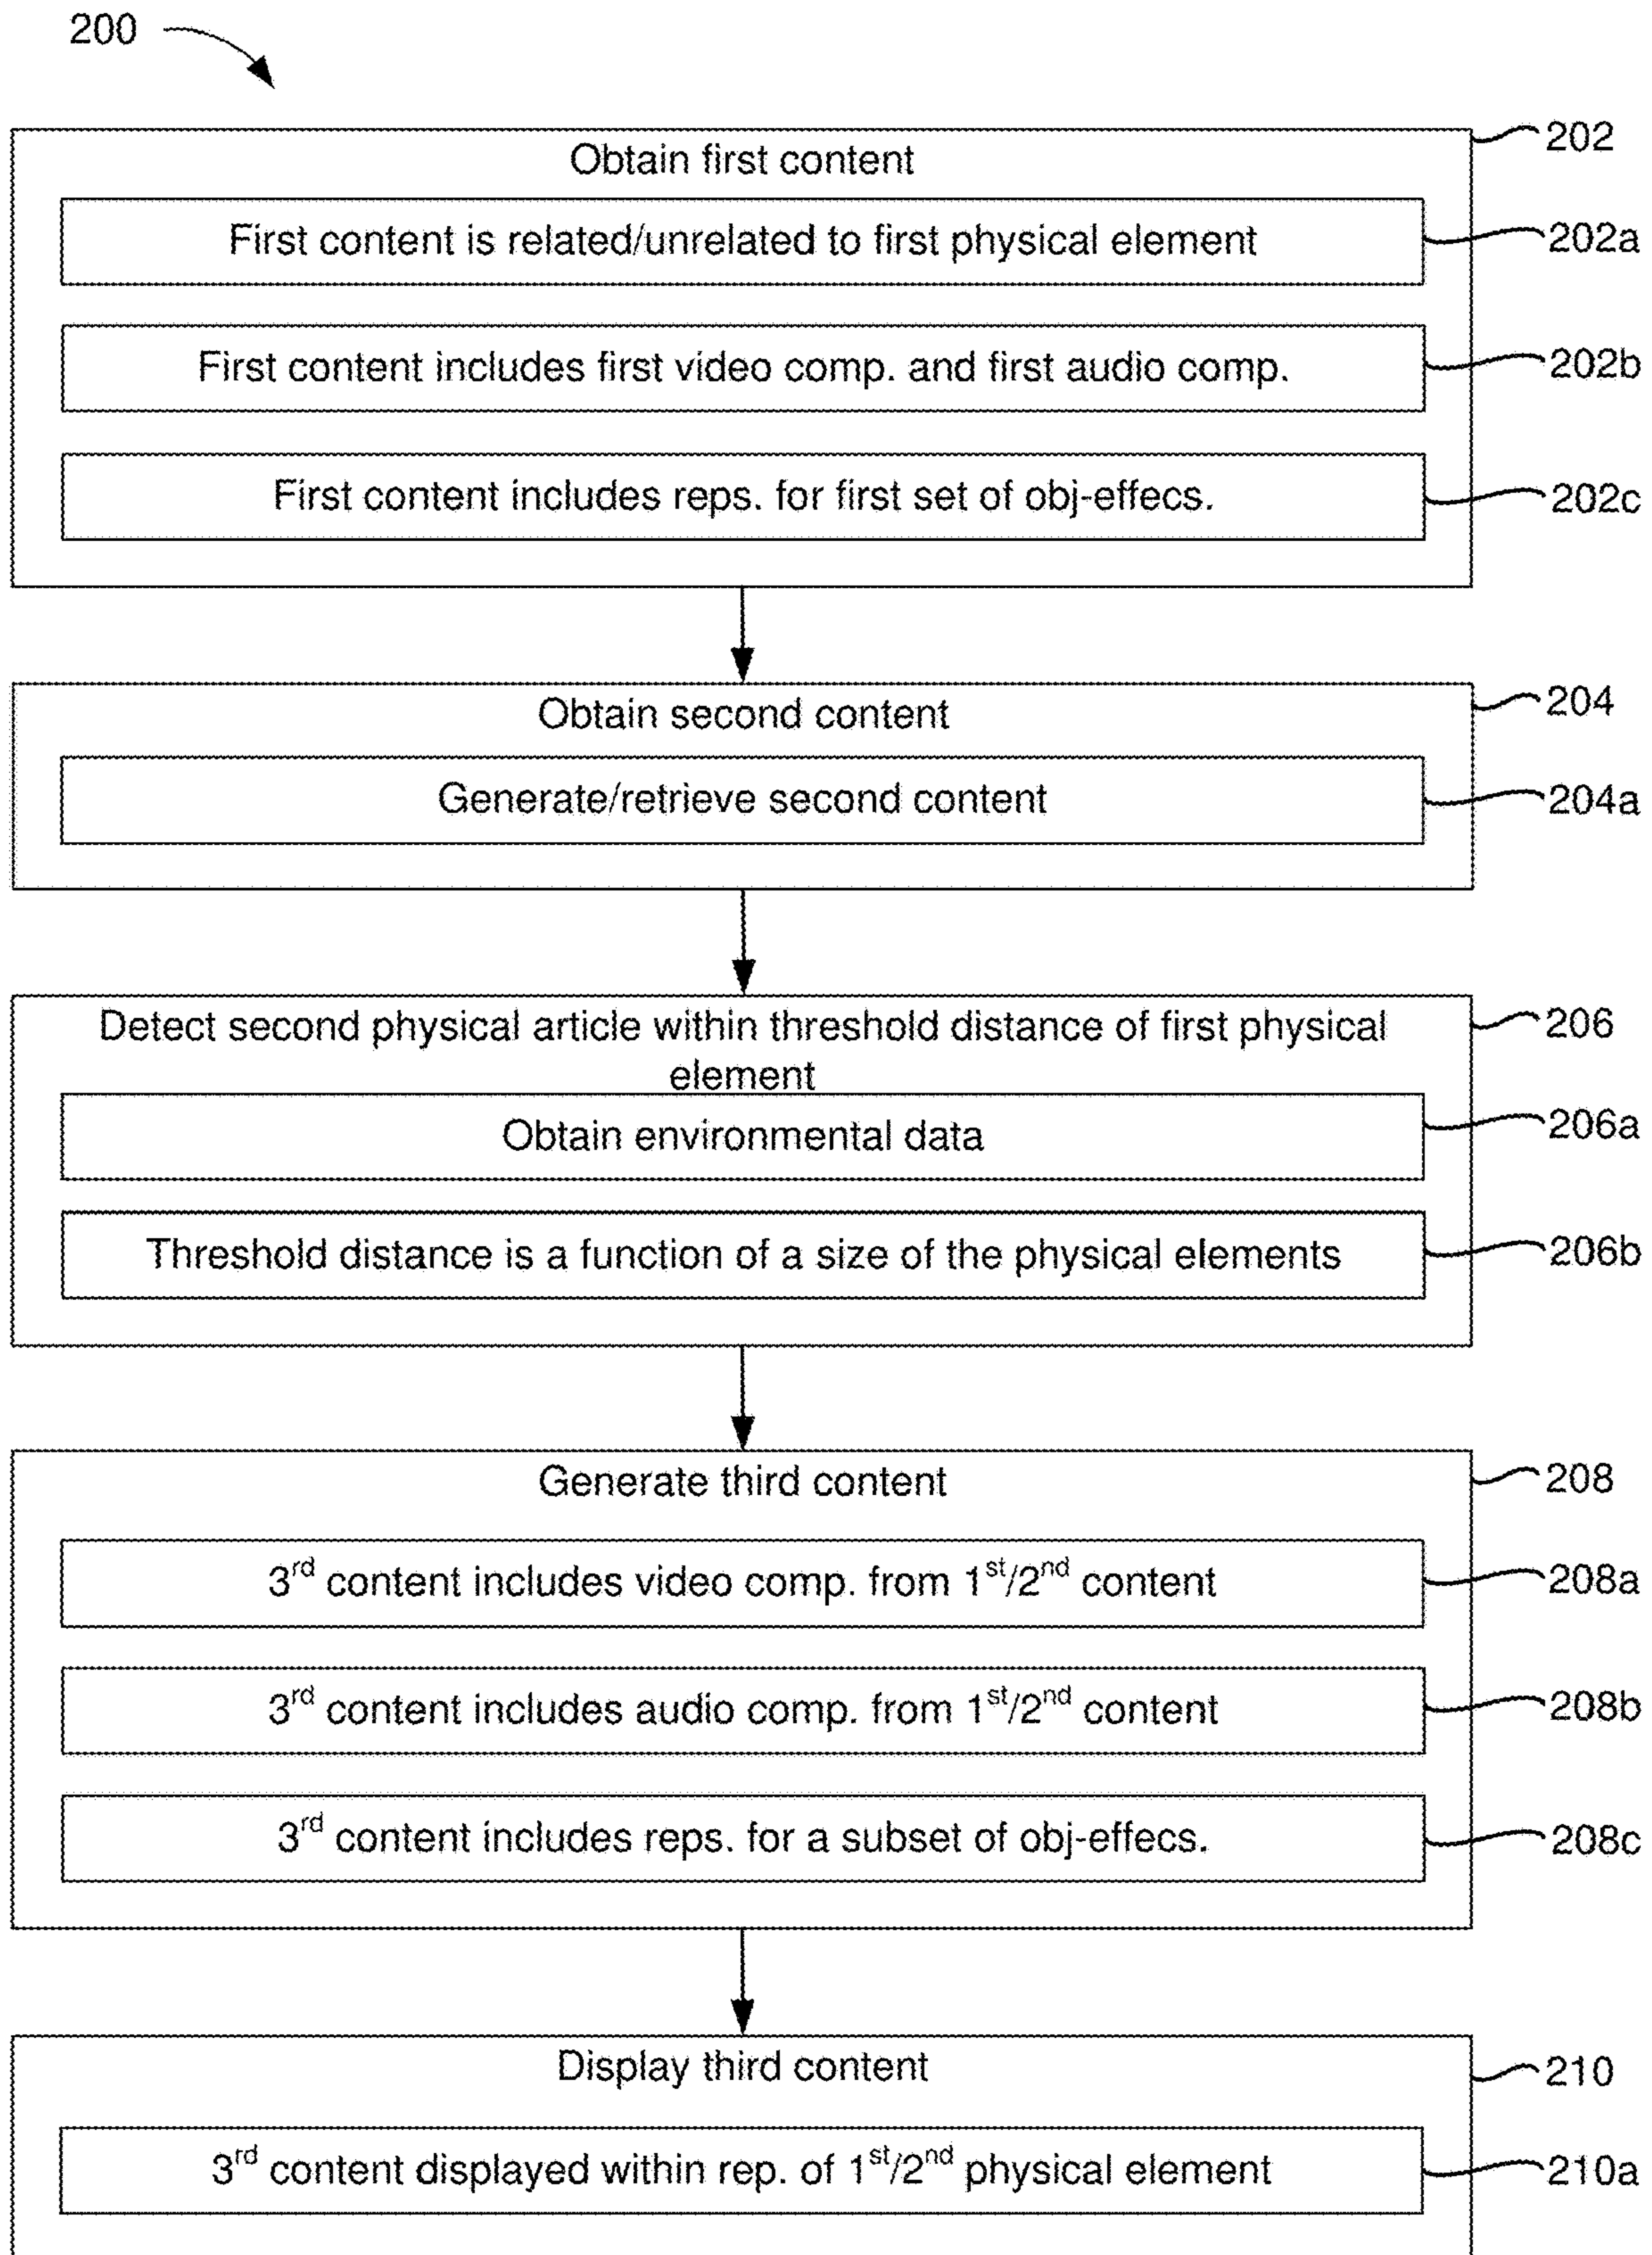 200
Obtain first content
202
First content is related/unrelated to first physical element
202a
First content includes first video comp. and first audio comp.
202b
First content includes reps. for first set of obj-effecs.
202c
Obtain second content
204
Generate/retrieve second content
204a
Detect second physical article within threshold distance of first physical
element
206
Obtain environmental data
206a
Threshold distance is a function of a size of the physical elements
206b
Generate third content
208
3rd content includes video comp. from 1st/2nd content
208a
3rd content includes audio comp. from 1st/2nd content
208b
3rd content includes reps. for a subset of obj-effecs.
208c
Display third content
210
3rd content displayed within rep. of 1st/2nd physical element
210a